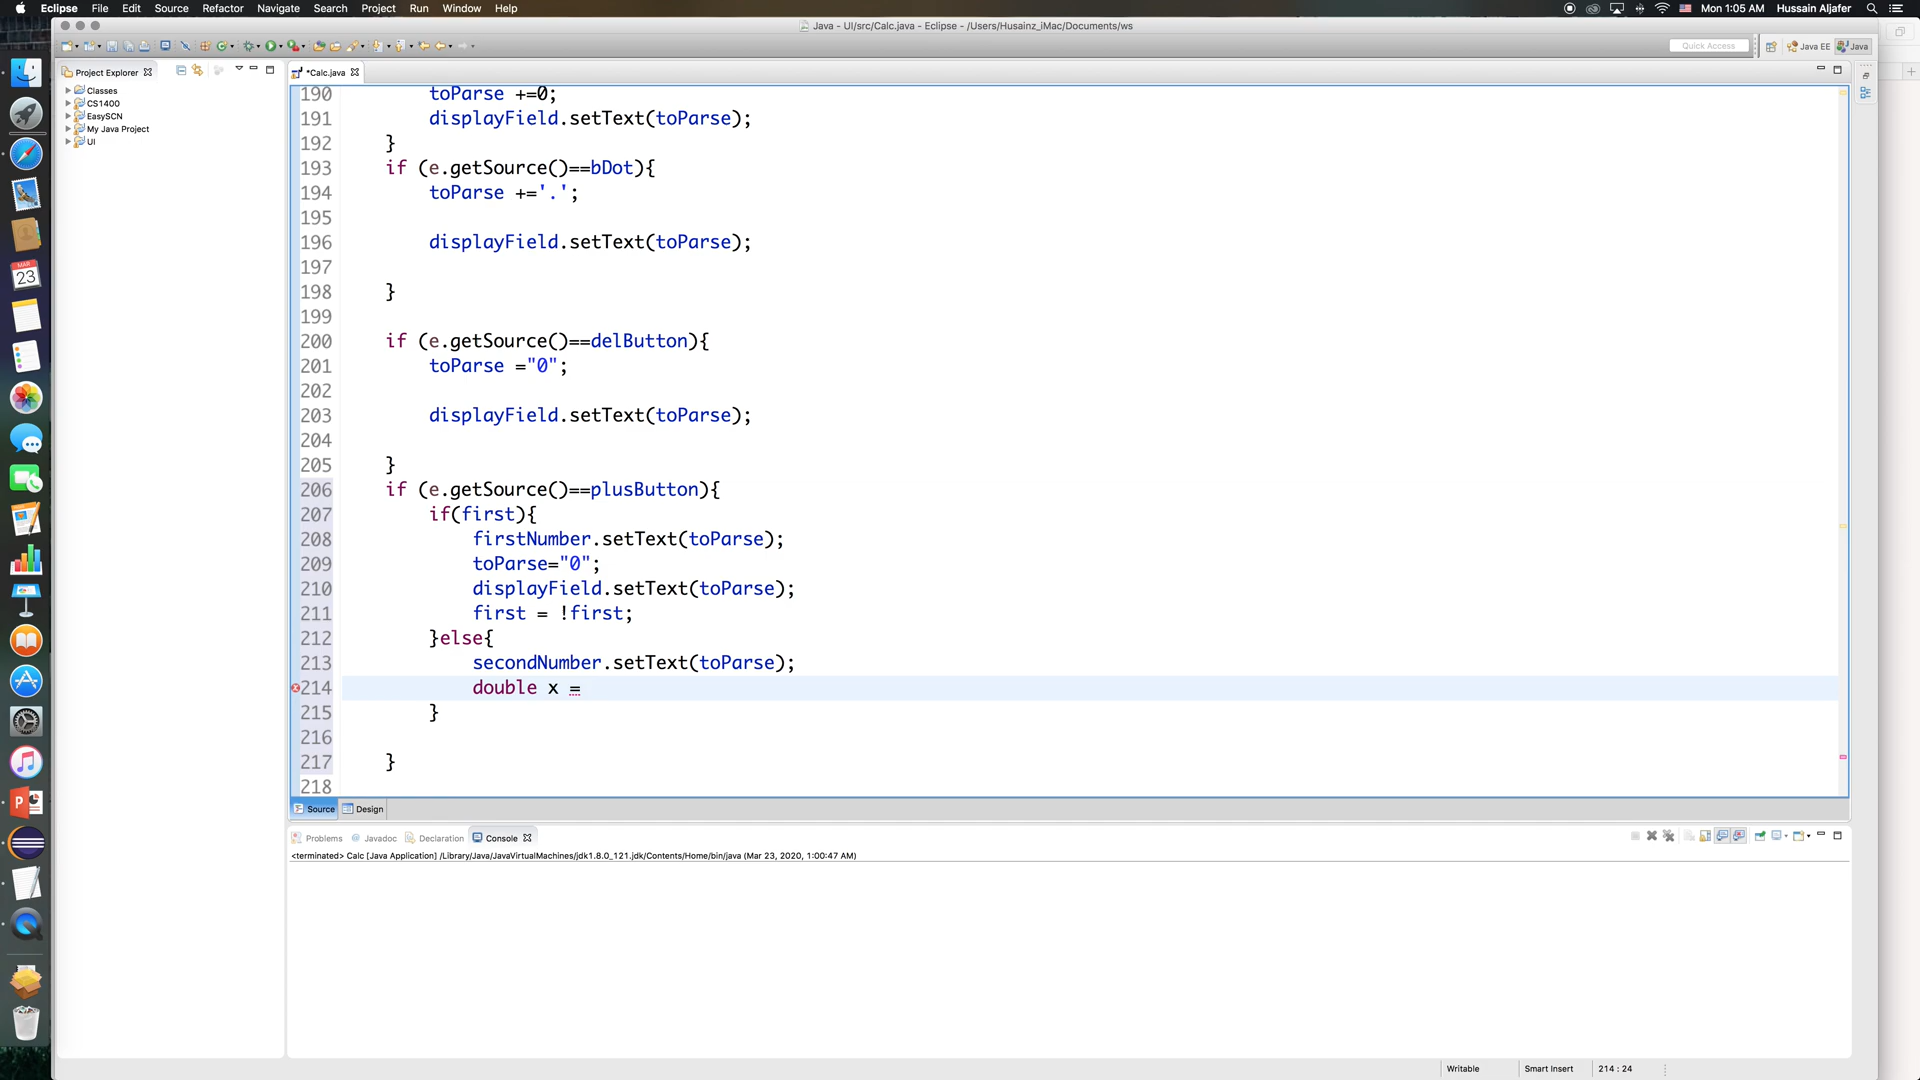 Eclipse File Edit Source Refactor Navigate Search Project Run Window Help
Mon 1:05 AM Hussain Aljafer
Java - UI/src/Calc.java - Eclipse - /Users/Husainz_iMac/Documents/ws
Quick Access
Java EE
Java
Project Explorer
Classes
CS1400
EasySCN
My Java Project
UI
*Calc.java
190 toParse +=0;
191 displayField.setText(toParse);
192 }
193 if (e.getSource()==bDot){
194 toParse +='.';
195
196 displayField.setText(toParse);
197
198 }
199
200 if (e.getSource()==delButton){
201 toParse ="0";
202
203 displayField.setText(toParse);
204
205 }
206 if (e.getSource()==plusButton){
207 if(first){
208 firstNumber.setText(toParse);
209 toParse="0";
210 displayField.setText(toParse);
211 first = !first;
212 }else{
213 secondNumber.setText(toParse);
214 double x =
215 }
216
217 }
218
Source Design
Problems Javadoc Declaration Console
<terminated> Calc [Java Application] /Library/Java/JavaVirtualMachines/jdk1.8.0_121.jdk/Contents/Home/bin/java (Mar 23, 2020, 1:00:47 AM)
MAR
23
Writable Smart Insert 214 : 24